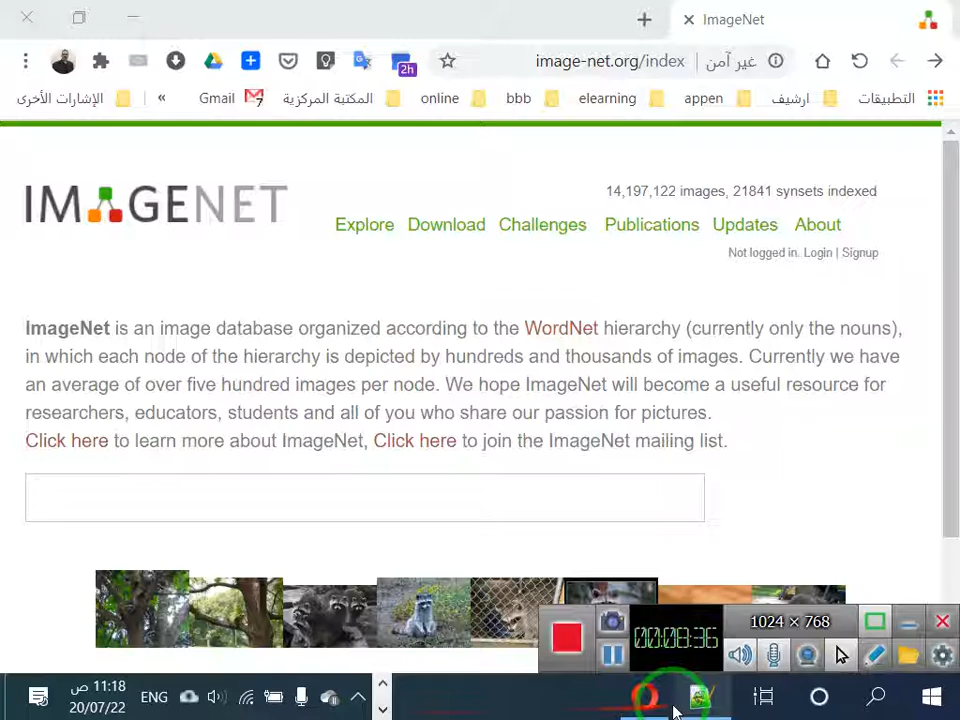 ImageNet
image-net.org/index
غير آمن
2h
التطبيقات
ارشيف
appen
elearning
bbb
online
المكتبة المركزية
Gmail
7
»
الإشارات الأخرى
IMAGENET
14,197,122 images, 21841 synsets indexed
Explore Download Challenges Publications Updates About
Not logged in. Login | Signup
ImageNet is an image database organized according to the WordNet hierarchy (currently only the nouns),
in which each node of the hierarchy is depicted by hundreds and thousands of images. Currently we have
an average of over five hundred images per node. We hope ImageNet will become a useful resource for
researchers, educators, students and all of you who share our passion for pictures.
Click here to learn more about ImageNet, Click here to join the ImageNet mailing list.
00:08:36
1024 × 768
11:18 ص
20/07/22
ENG